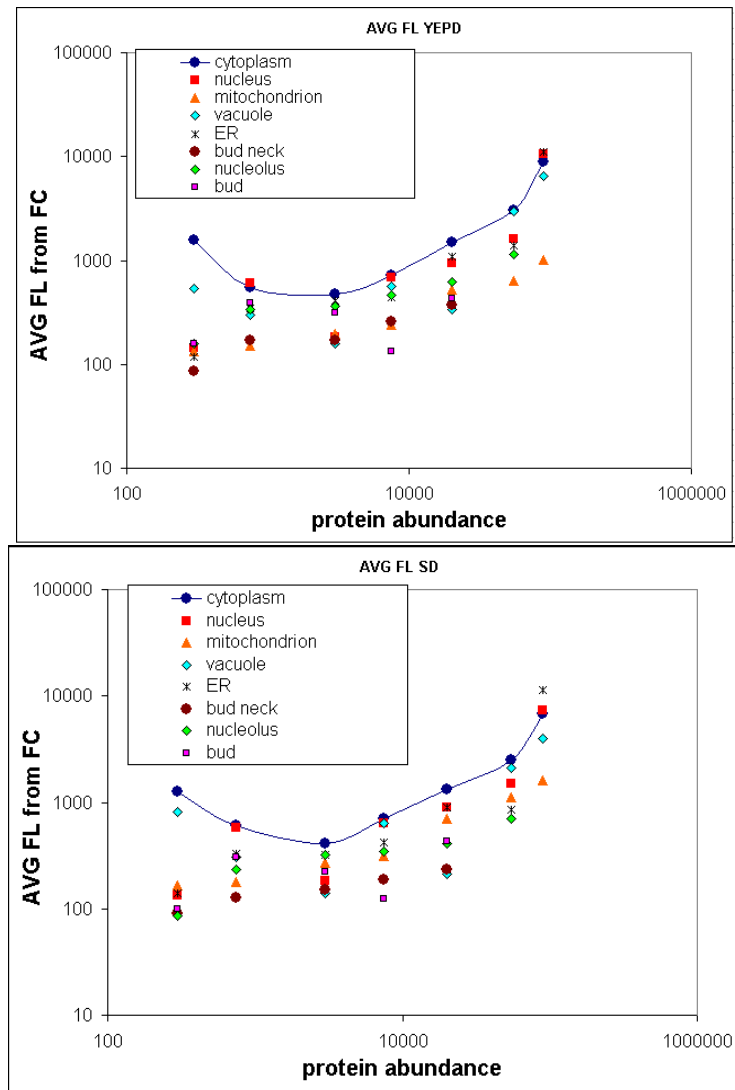 AVG FL YEPD
100000
10000
1000
100
10
AVG FL from FC
cytoplasm
nucleus
mitochondrion
vacuole
ER
bud neck
nucleolus
bud
100
10000
1000000
protein abundance
AVG FL SD
100000
10000
1000
100
10
AVG FL from FC
cytoplasm
nucleus
mitochondrion
vacuole
ER
bud neck
nucleolus
bud
100
10000
1000000
protein abundance